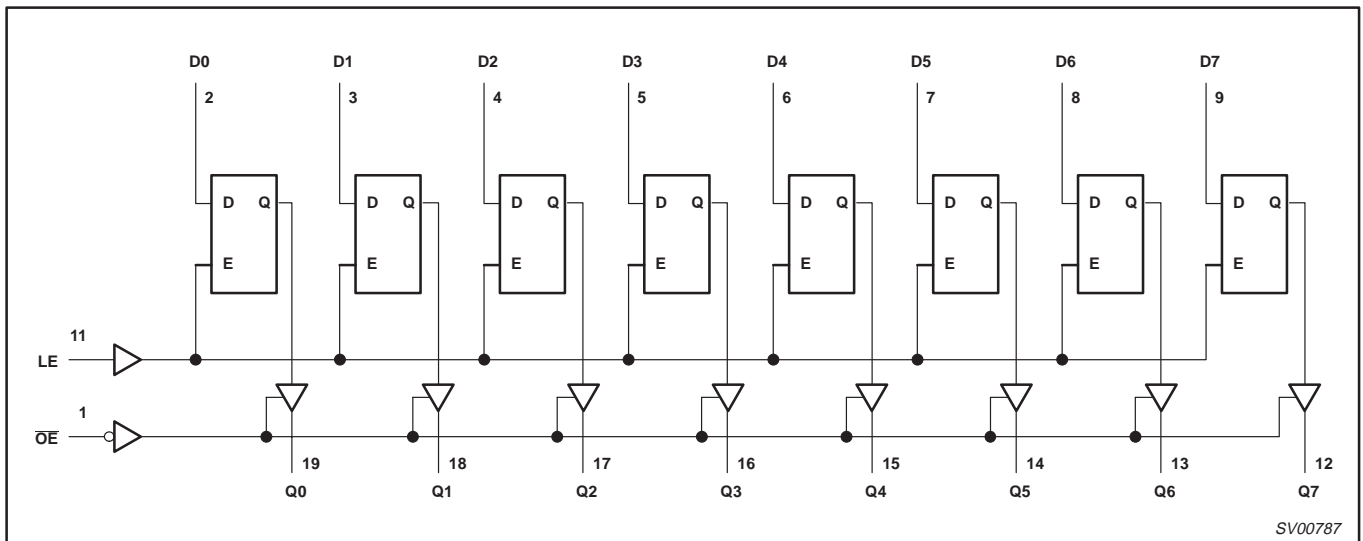 D0 D1 D2 D3 D4 D5 D6 D7
2 3 4 5 6 7 8 9
D Q D Q D Q D Q D Q D Q D Q D Q
E E E E E E E E
11
LE
1
OE
19 18 17 16 15 14 13 12
Q0 Q1 Q2 Q3 Q4 Q5 Q6 Q7
SV00787